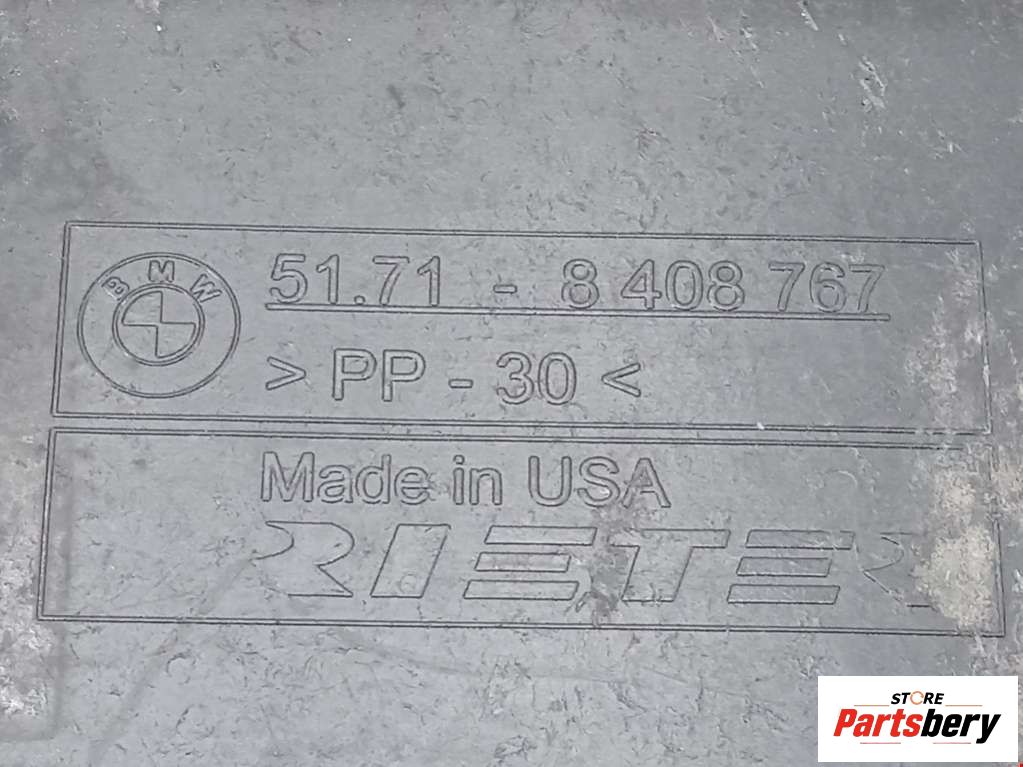 BMW
51.71 - 8 408 767
> PP - 30 <
Made in USA
RIETER
STORE
Partsbery